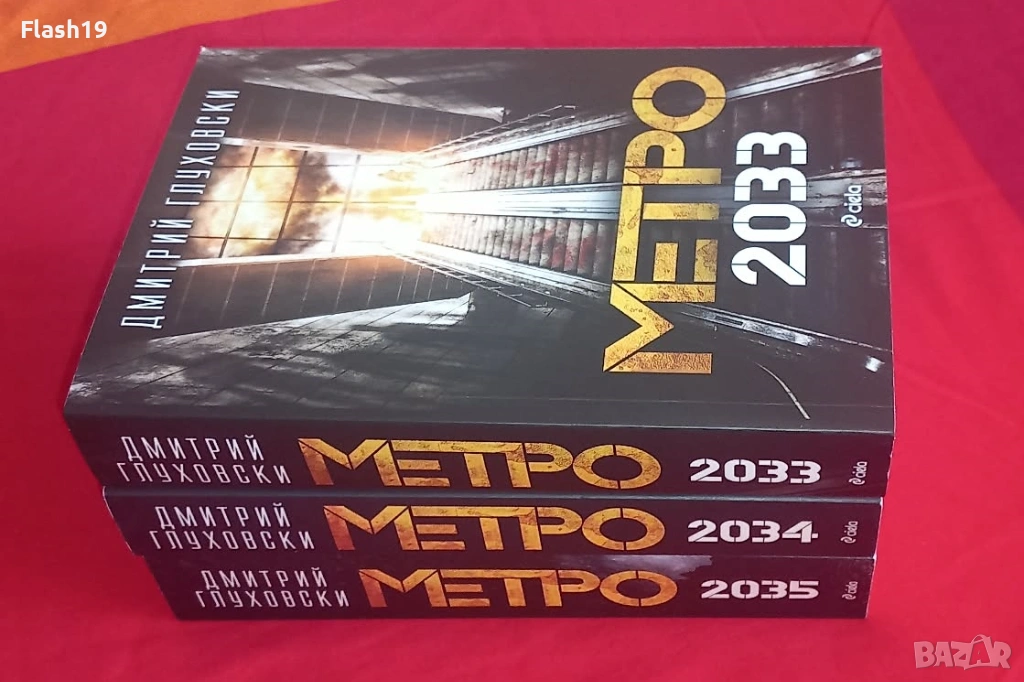 Flash19
ДМИТРИЙ ГЛУХОВСКИ
МЕТРО
2033
ciela
ДМИТРИЙ
ГЛУХОВСКИ
МЕТРО
2033
ciela
ДМИТРИЙ
ГЛУХОВСКИ
МЕТРО
2034
ciela
ДМИТРИЙ
ГЛУХОВСКИ
МЕТРО
2035
ciela
BAZAR